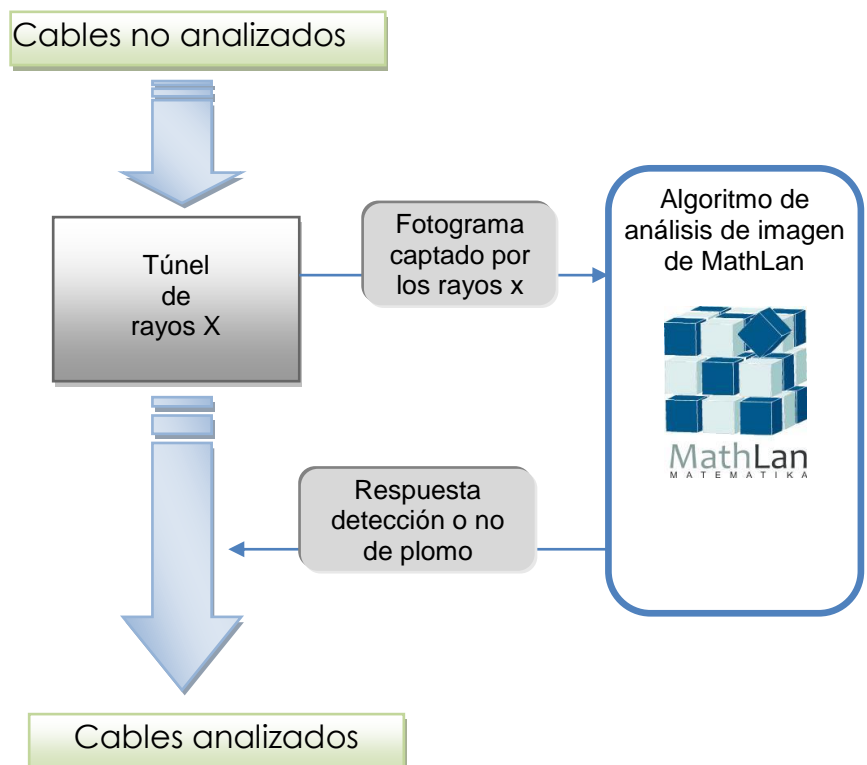 Cables no analizados
Túnel
de
rayos X
Fotograma
captado por
los rayos x
Algoritmo de
análisis de imagen
de MathLan
MathLan
MATEMATIKA
Respuesta
detección o no
de plomo
Cables analizados